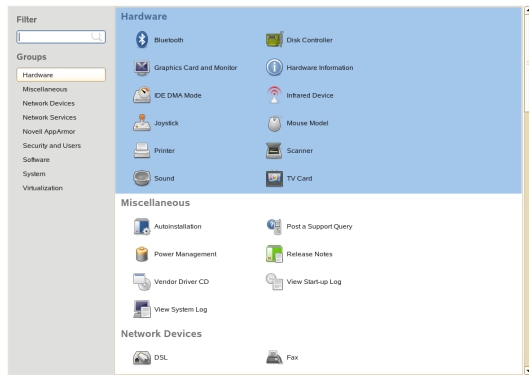 Filter
Groups
Hardware
Miscellaneous
Network Devices
Network Services
Novell AppArmor
Security and Users
Software
System
Virtualization
Hardware
Bluetooth
Disk Controller
Graphics Card and Monitor
Hardware Information
IDE DMA Mode
Infrared Device
Joystick
Mouse Model
Printer
Scanner
Sound
TV Card
Miscellaneous
Autoinstallation
Post a Support Query
Power Management
Release Notes
Vendor Driver CD
View Start-up Log
View System Log
Network Devices
DSL
Fax